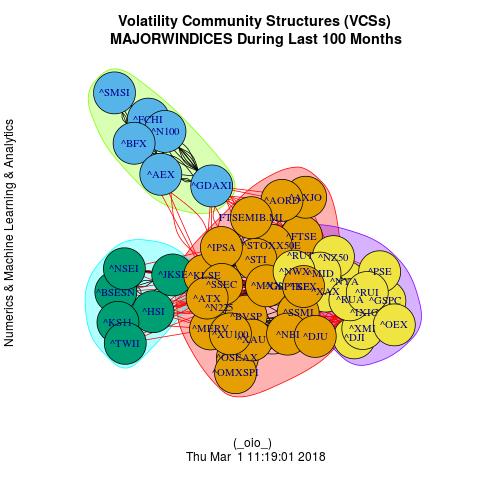 Volatility Community Structures (VCSs)
MAJORWINDICES During Last 100 Months
Numerics & Machine Learning & Analytics
^SMSI
^FCHI
^N100
^BFX
^AEX
^GDAXI
^AXJO
FTSEMIB.MI
^FTSE
^IPSA
^STOXX50E
^STI
^NZ50
^NSEI
^JKSE
^KLSE
^NWX
^MID
^PSE
^SSEC
^NYA
^BSESN
^ATX
^RUA
^RUI
^GSPC
^HSI
^N225
^BVSP
^SSMI
^IXIC
^KS11
^MERV
^XU100
^XAU
^NBI
^DJU
^XMI
^OEX
^TWII
^DJI
^OSEAX
^OMXSPI
(_oio_)
Thu Mar 1 11:19:01 2018